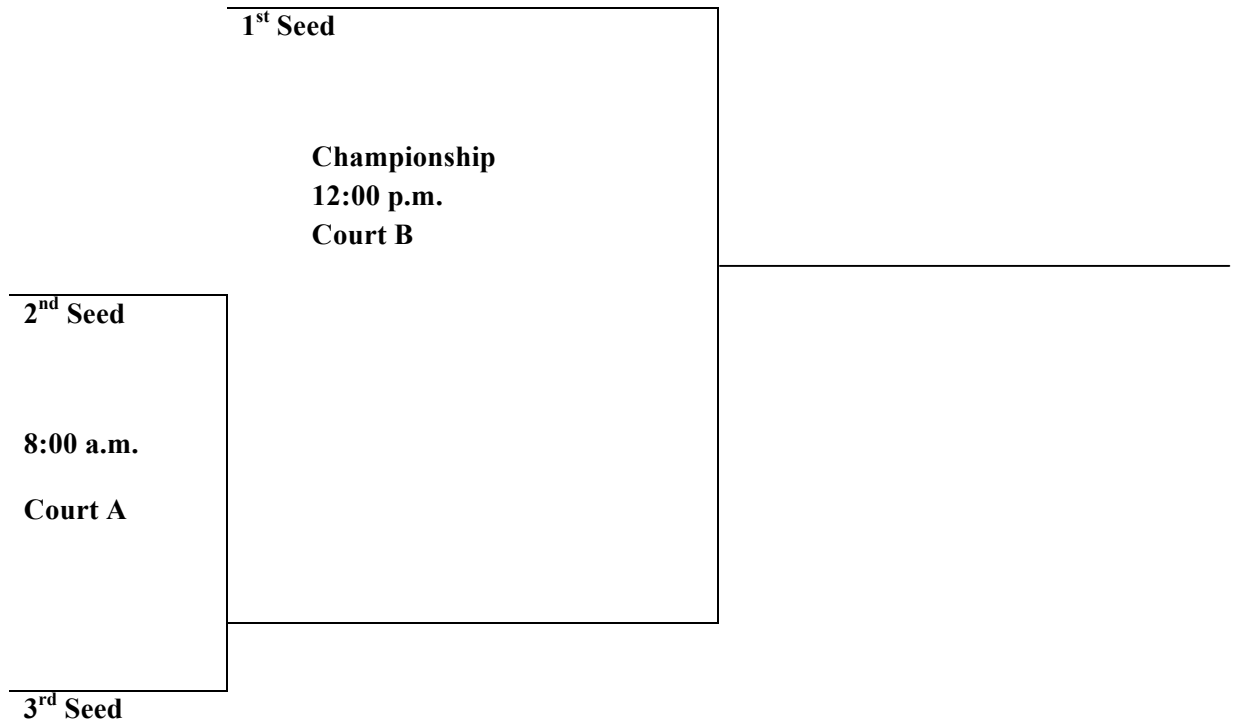 1st Seed
Championship
12:00 p.m.
Court B
2nd Seed
8:00 a.m.
Court A
3rd Seed